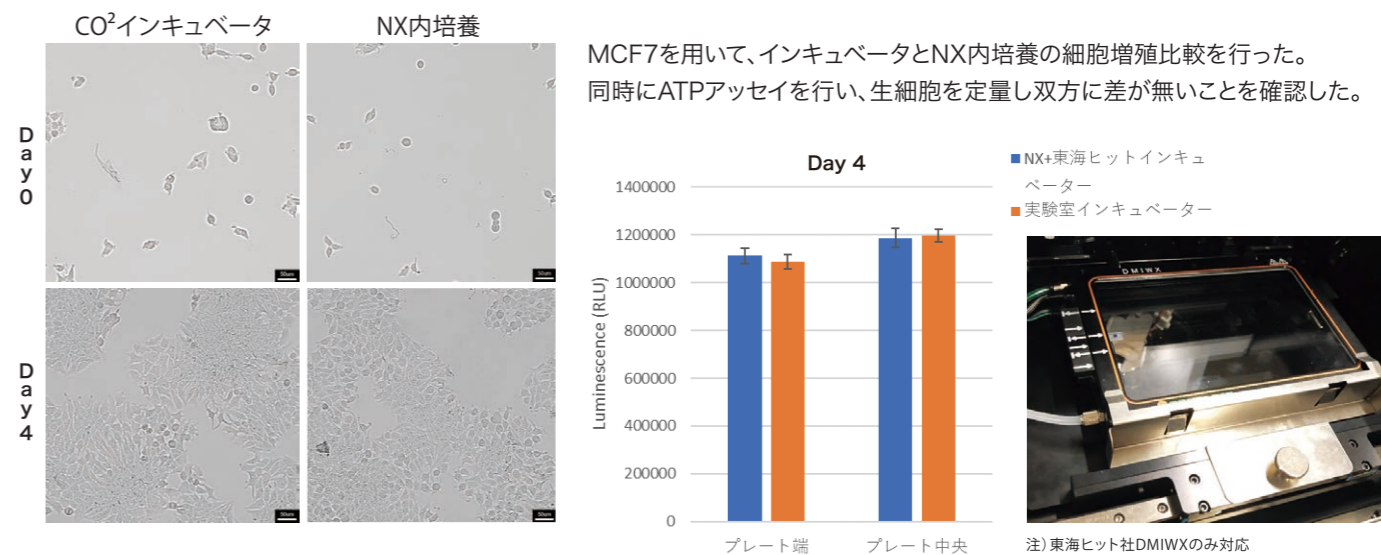 CO²インキュベータ
NX内培養
Day0
Day4
50um
50um
50um
50um
MCF7を用いて、インキュベータとNX内培養の細胞増殖比較を行った。
同時にATPアッセイを行い、生細胞を定量し双方に差が無いことを確認した。
Day 4
NX+東海ヒットインキュ
ベーター
実験室インキュベーター
Luminescence (RLU)
1400000
1200000
1000000
800000
600000
400000
200000
0
プレート端
プレート中央
DMIWX
注）東海ヒット社DMIWXのみ対応